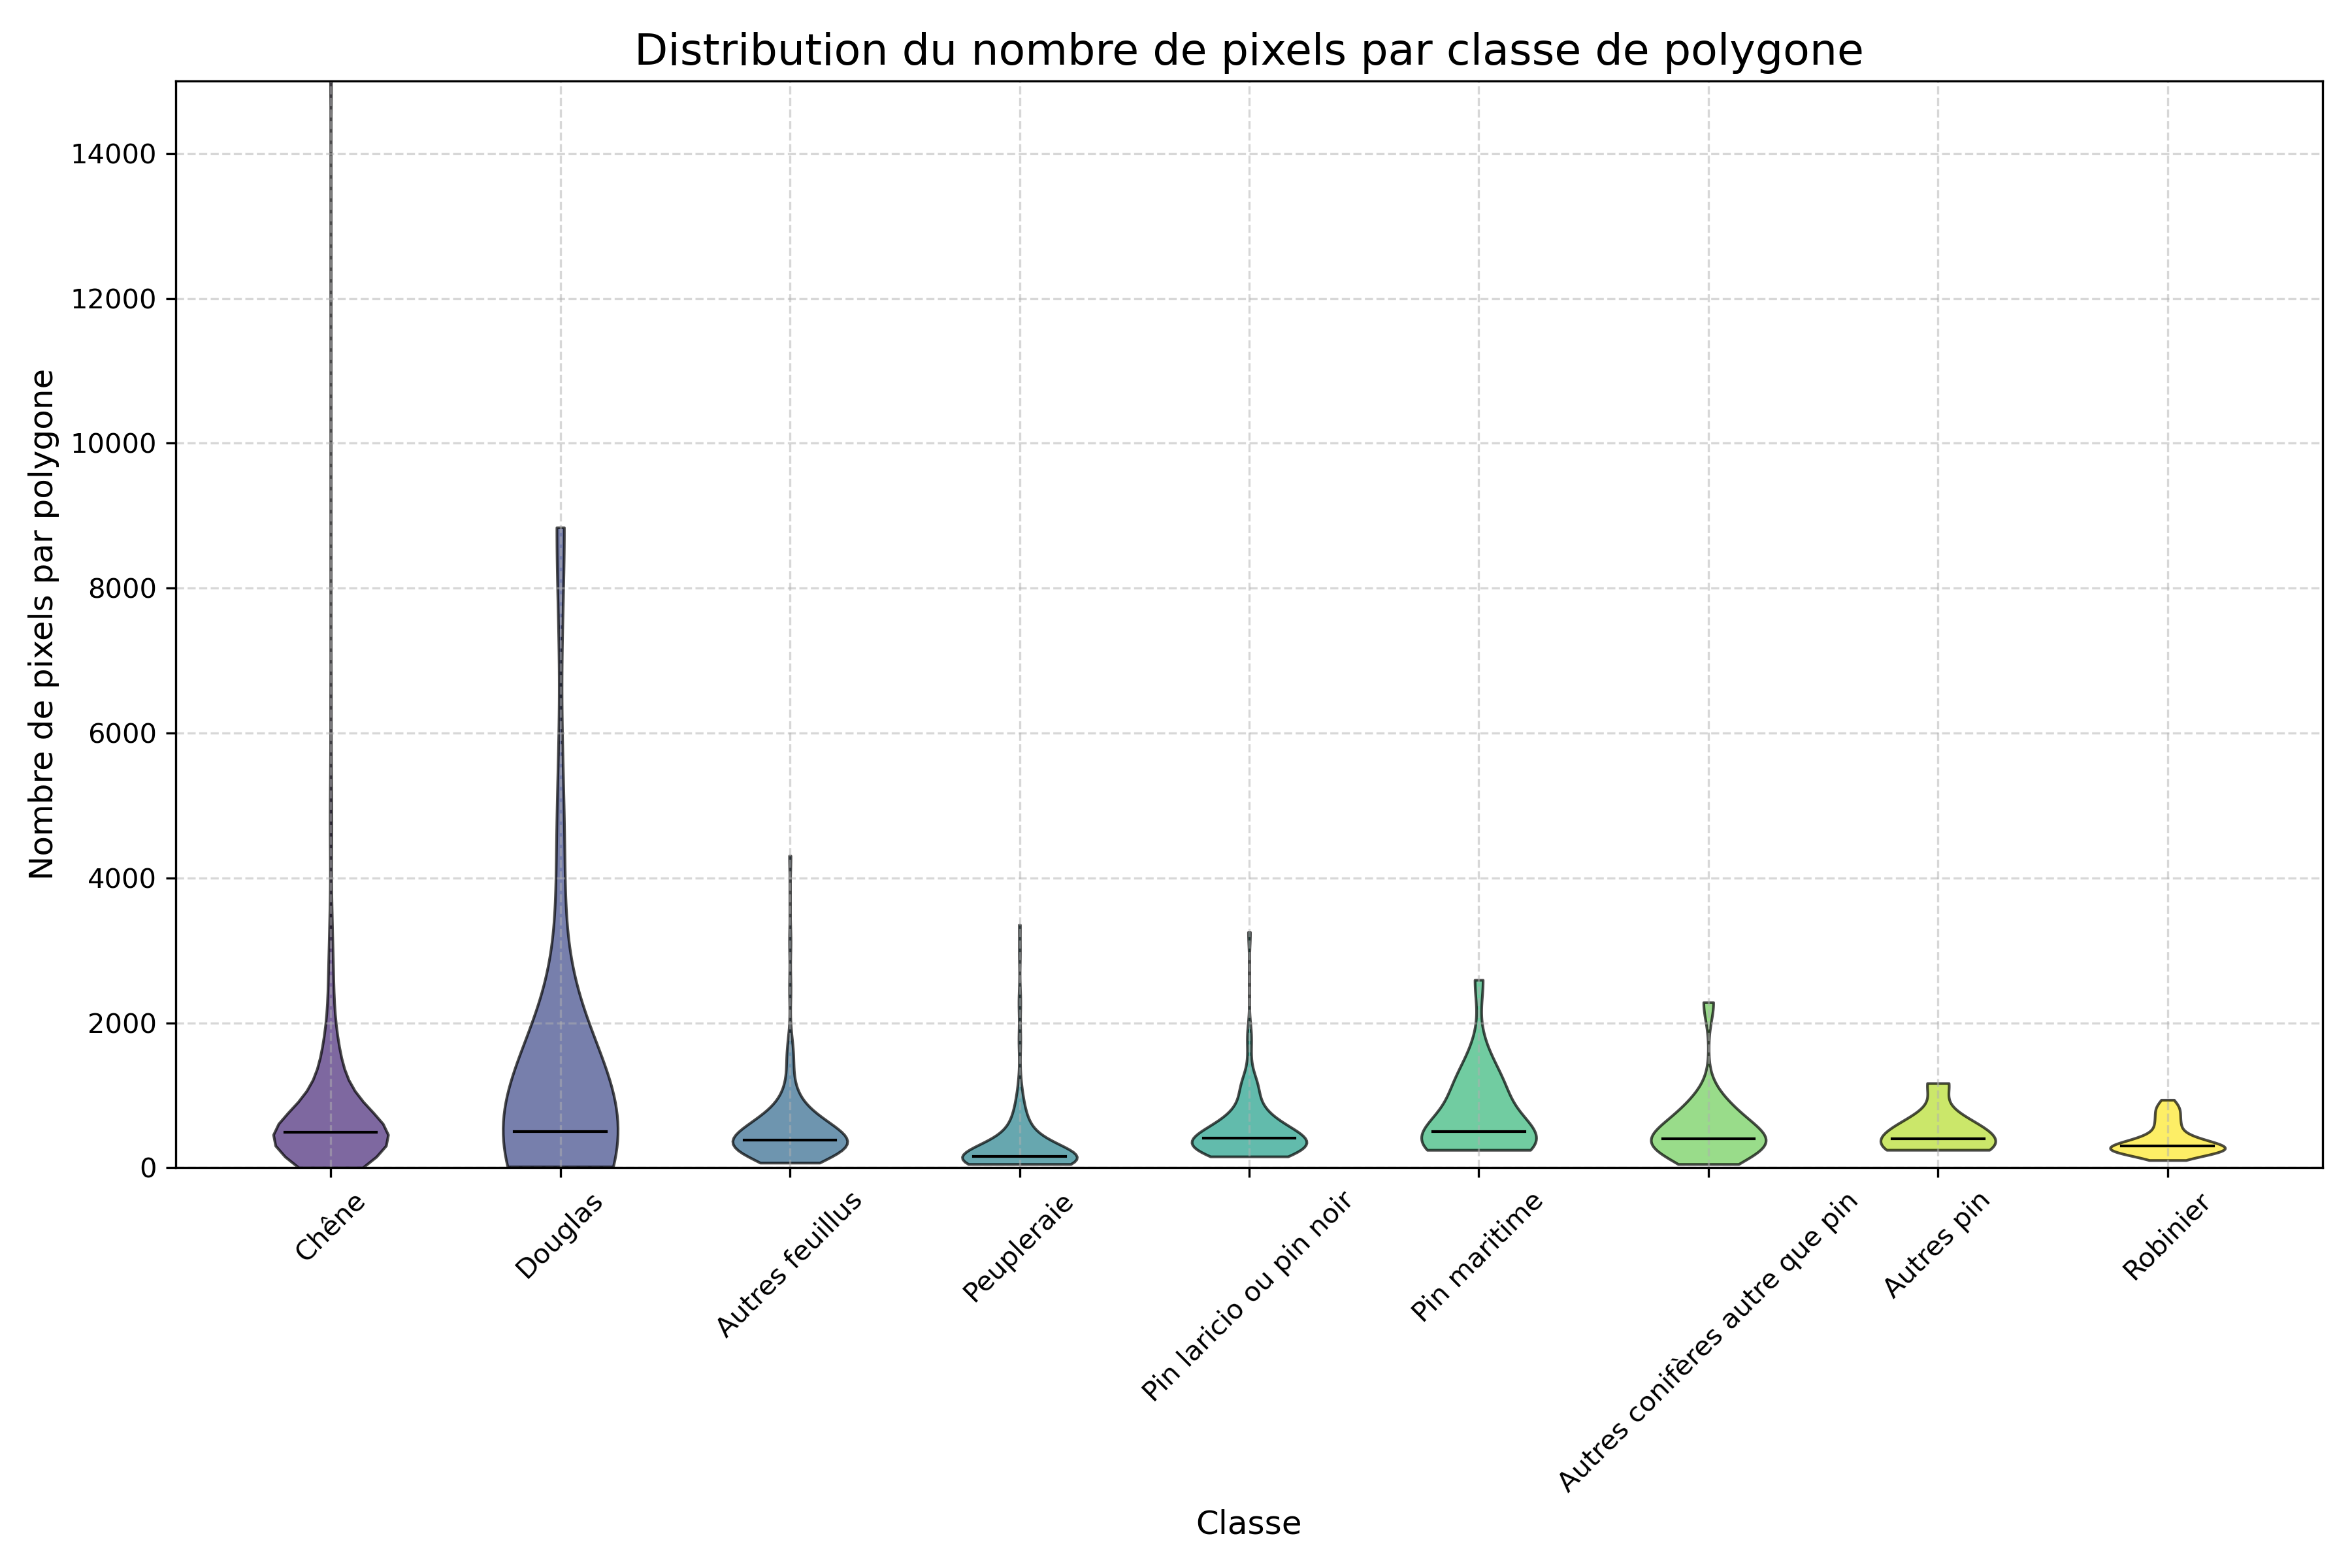 Distribution du nombre de pixels par classe de polygone
Nombre de pixels par polygone
14000
12000
10000
8000
6000
4000
2000
0
Chêne
Douglas
Autres feuillus
Peupleraie
Pin laricio ou pin noir
Pin maritime
Autres conifères autre que pin
Autres pin
Robinier
Classe